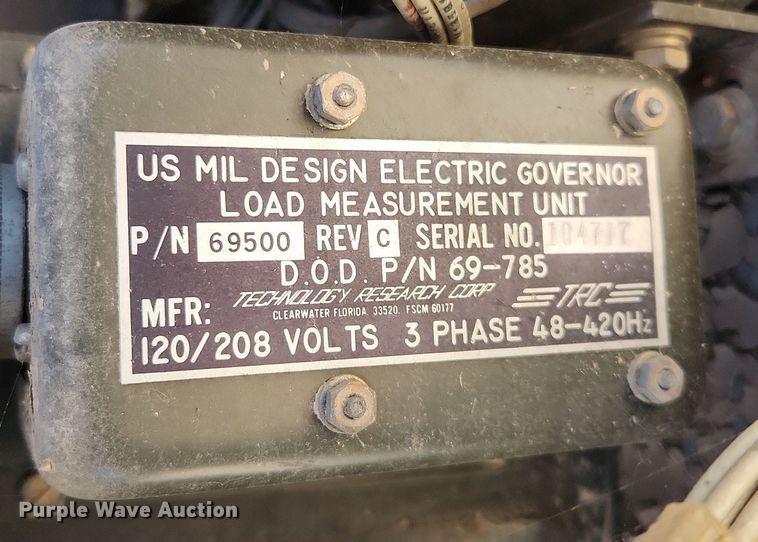 US MIL DESIGN ELECTRIC GOVERNOR
LOAD MEASUREMENT UNIT
P/N 69500 REV C SERIAL NO.
D.O.D. P/N 69-785
MFR: TECHNOLOGY RESEARCH CORP TRC
CLEARWATER FLORIDA 33520. FSCM 60177
120/208 VOLTS 3 PHASE 48-420Hz
Purple Wave Auction